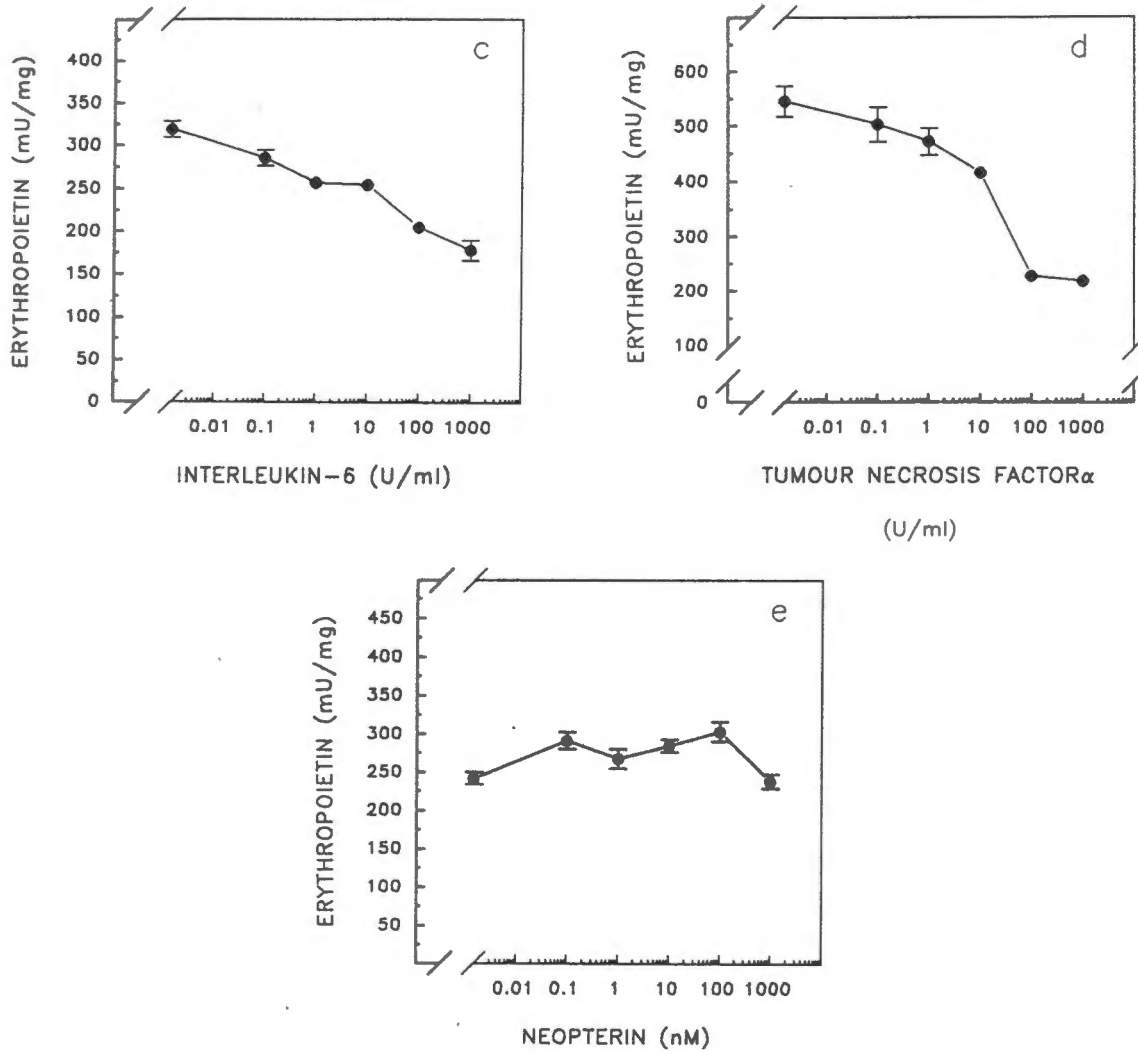 c
ERYTHROPOIETIN (mU/mg)
400
350
300
250
200
150
100
50
0
0.01 0.1 1 10 100 1000
INTERLEUKIN-6 (U/ml)
d
ERYTHROPOIETIN (mU/mg)
600
500
400
300
200
100
0
0.01 0.1 1 10 100 1000
TUMOUR NECROSIS FACTORα
(U/ml)
e
ERYTHROPOIETIN (mU/mg)
450
400
350
300
250
200
150
100
50
0.01 0.1 1 10 100 1000
NEOPTERIN (nM)